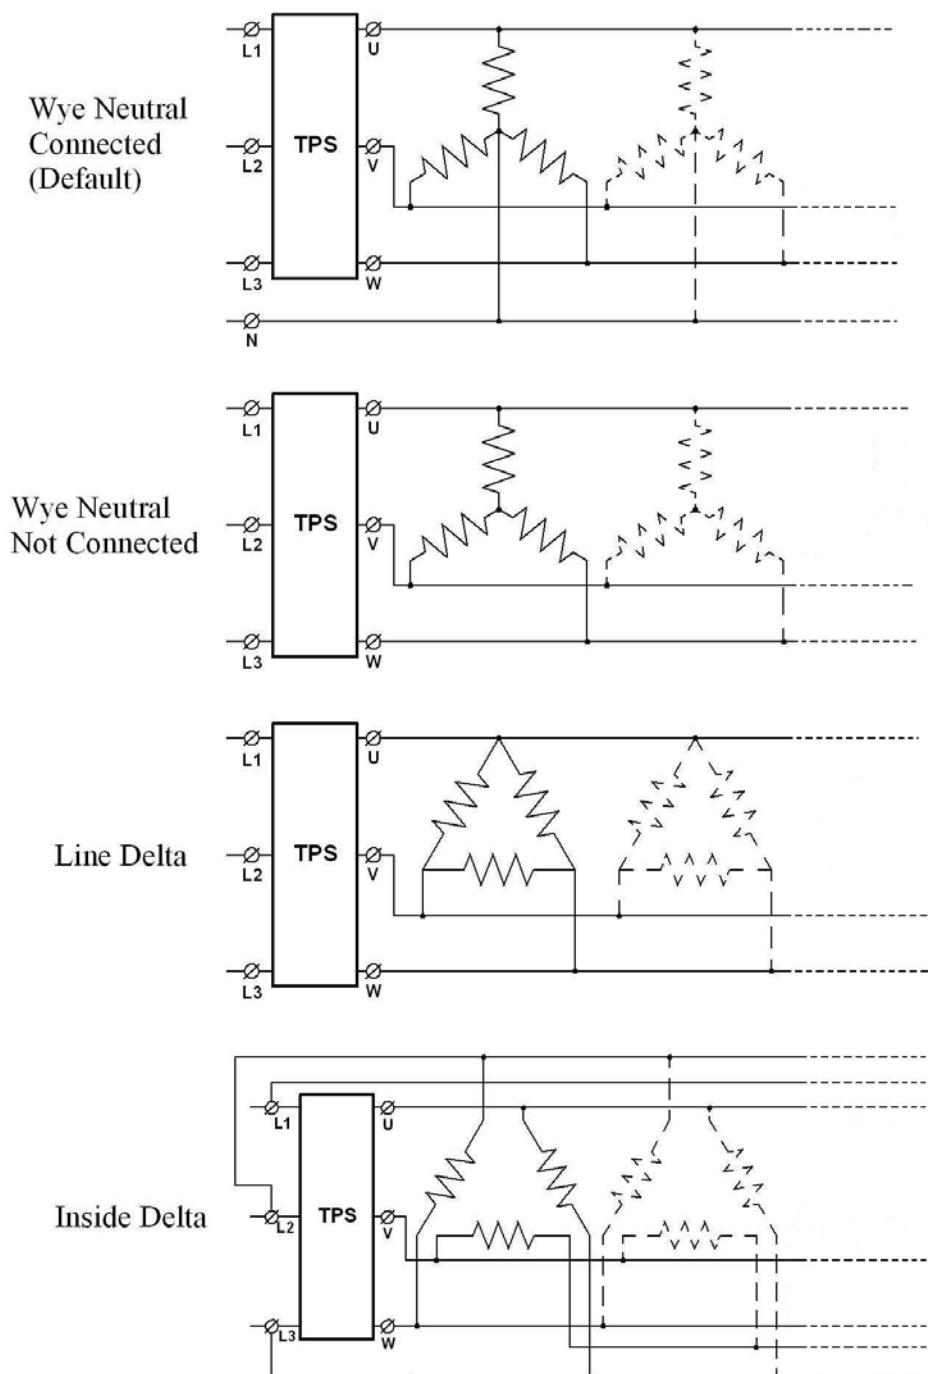 L1
U
Wye Neutral
Connected
(Default)
TPS
L2
V
L3
W
N
L1
U
Wye Neutral
Not Connected
TPS
L2
V
L3
W
L1
U
Line Delta
TPS
L2
V
L3
W
L1
U
Inside Delta
TPS
L2
V
L3
W